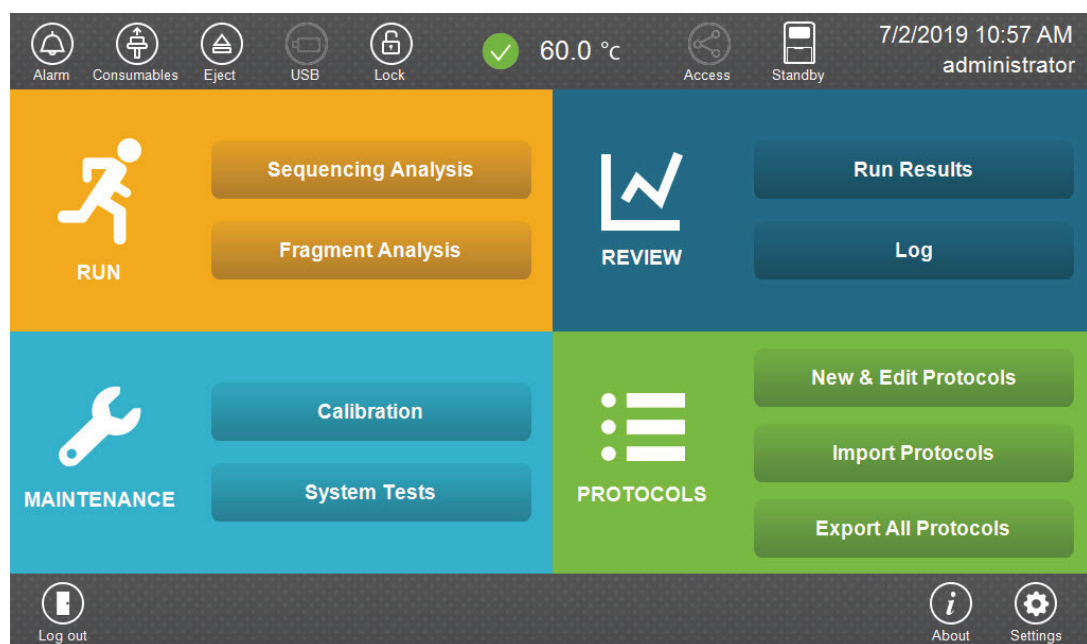 Alarm
Consumables
Eject
USB
Lock
60.0 °C
Access
Standby
7/2/2019 10:57 AM
administrator
RUN
Sequencing Analysis
Fragment Analysis
REVIEW
Run Results
Log
MAINTENANCE
Calibration
System Tests
PROTOCOLS
New & Edit Protocols
Import Protocols
Export All Protocols
Log out
i
About
Settings